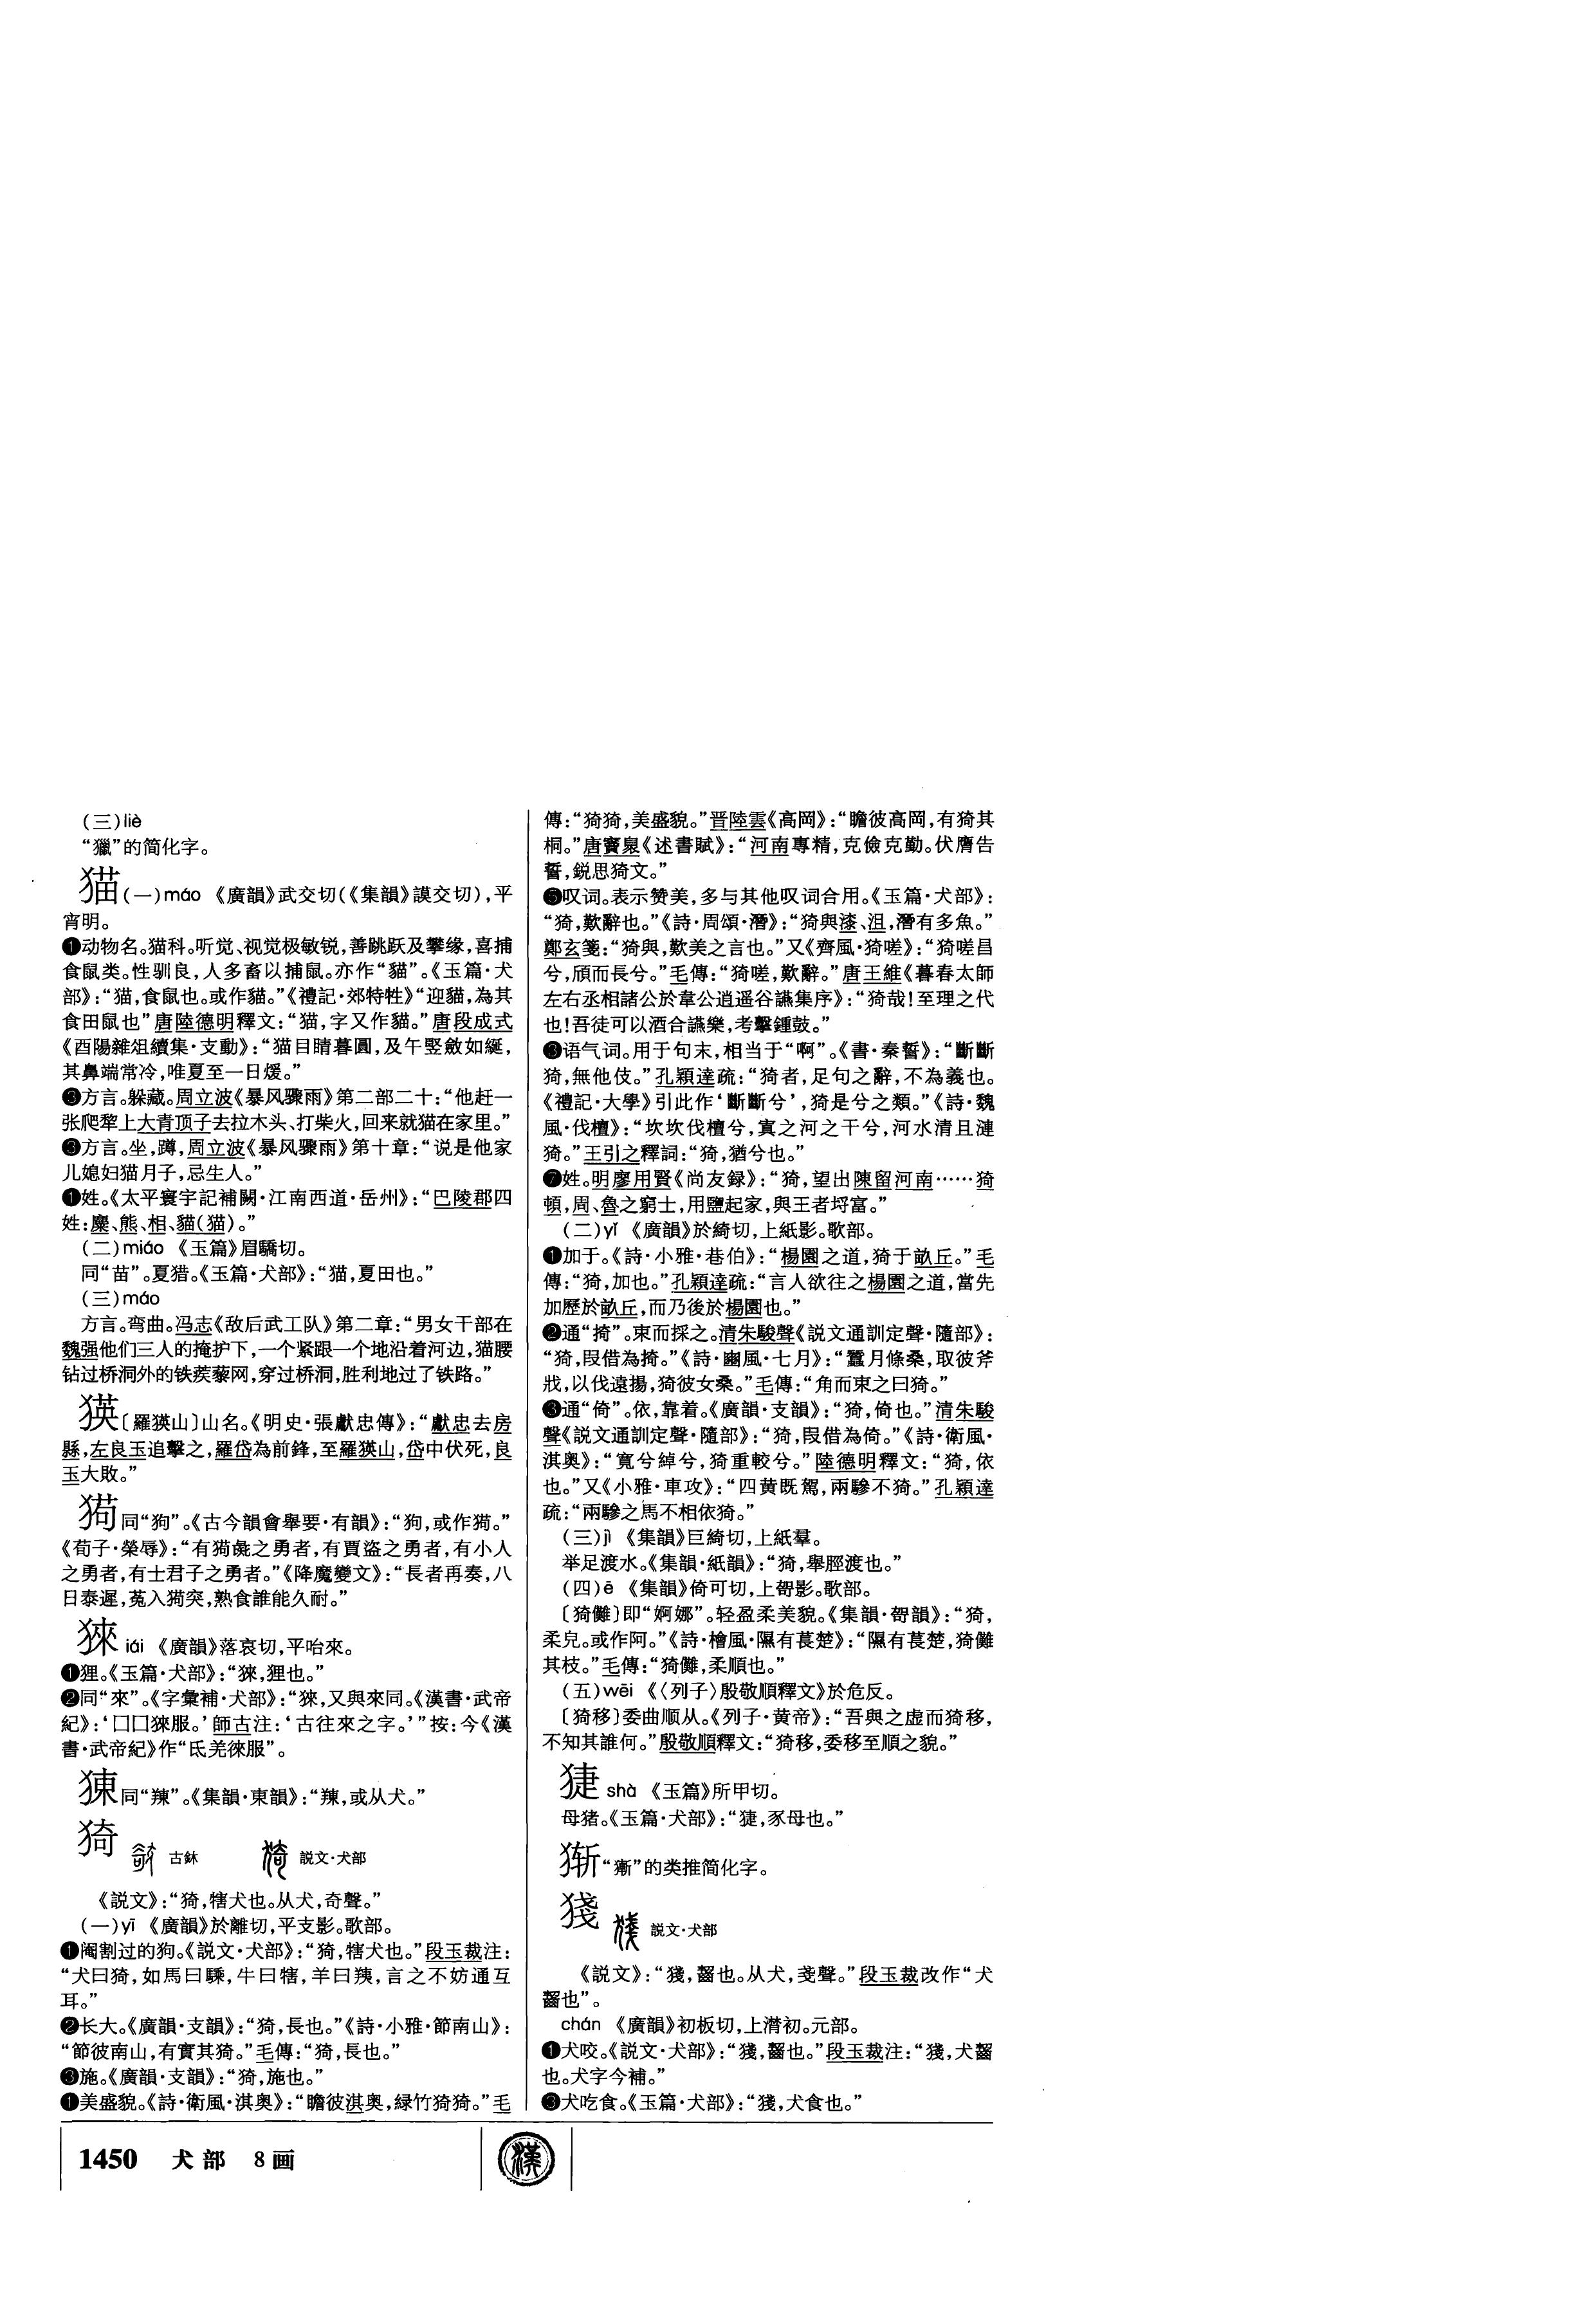 (三)liè
“獵”的简化字。
猫(一)máo 《廣韻》武交切(《集韻》謨交切),平
宵明。
❶动物名。猫科。听觉、视觉极敏锐,善跳跃及攀缘,喜捕
食鼠类。性驯良,人多畜以捕鼠。亦作“貓”。《玉篇·犬
部》:“猫,食鼠也。或作貓。”《禮記·郊特牲》“迎貓,為其
食田鼠也”唐陸德明釋文:“猫,字又作貓。”唐段成式
《酉陽雜俎續集·支動》:“猫目睛暮圓,及午竪斂如綖,
其鼻端常冷,唯夏至一日煖。”
❸方言。躲藏。周立波《暴风骤雨》第二部二十:“他赶一
张爬犂上大青顶子去拉木头、打柴火,回来就猫在家里。”
❸方言。坐,蹲,周立波《暴风骤雨》第十章:“说是他家
儿媳妇猫月子,忌生人。”
❶姓。《太平寰宇記補闕·江南西道·岳州》:“巴陵郡四
姓:麋、熊、相、貓(猫)。”
(二)miáo 《玉篇》眉驕切。
同“苗”。夏猎。《玉篇·犬部》:“猫,夏田也。”
(三)máo
方言。弯曲。冯志《敌后武工队》第二章:“男女干部在
魏强他们三人的掩护下,一个紧跟一个地沿着河边,猫腰
钻过桥洞外的铁蒺藜网,穿过桥洞,胜利地过了铁路。”
猐〔羅猐山〕山名。《明史·張獻忠傳》:“獻忠去房
縣,左良玉追擊之,羅岱為前鋒,至羅猐山,岱中伏死,良
玉大敗。”
㺃同“狗”。《古今韻會舉要·有韻》:“狗,或作㺃。”
《荀子·榮辱》:“有㺃彘之勇者,有賈盗之勇者,有小人
之勇者,有士君子之勇者。”《降魔變文》:“長者再奏,八
日泰遲,菟入㺃突,熟食誰能久耐。”
猍 lái 《廣韻》落哀切,平咍來。
❶狸。《玉篇·犬部》:“猍,狸也。”
❷同“來”。《字彙補·犬部》:“猍,又與來同。《漢書·武帝
紀》:‘囗囗猍服。’師古注:‘古往來之字。’”按:今《漢
書·武帝紀》作“氐羌徠服”。
㹶同“䍶”。《集韻·東韻》:“䍶,或从犬。”
猗 古鉥 説文·犬部
《説文》:“猗,犗犬也。从犬,奇聲。”
(一)yī 《廣韻》於離切,平支影。歌部。
❶阉割过的狗。《説文·犬部》:“猗,犗犬也。”段玉裁注:
“犬曰猗,如馬曰騬,牛曰犗,羊曰羠,言之不妨通互
耳。”
❷长大。《廣韻·支韻》:“猗,長也。”《詩·小雅·節南山》:
“節彼南山,有實其猗。”毛傳:“猗,長也。”
❸施。《廣韻·支韻》:“猗,施也。”
❶美盛貌。《詩·衛風·淇奥》:“瞻彼淇奥,緑竹猗猗。”毛
傳:“猗猗,美盛貌。”晋陸雲《高岡》:“瞻彼高岡,有猗其
桐。”唐竇臮《述書賦》:“河南專精,克儉克勤。伏膺告
誓,鋭思猗文。”
❺叹词。表示赞美,多与其他叹词合用。《玉篇·犬部》:
“猗,歎辭也。”《詩·周頌·潛》:“猗與漆、沮,潛有多魚。”
鄭玄箋:“猗與,歎美之言也。”又《齊風·猗嗟》:“猗嗟昌
兮,頎而長兮。”毛傳:“猗嗟,歎辭。”唐王維《暮春太師
左右丞相諸公於韋公逍遥谷讌集序》:“猗哉!至理之代
也!吾徒可以酒合讌樂,考擊鍾鼓。”
❸语气词。用于句末,相当于“啊”。《書·秦誓》:“斷斷
猗,無他伎。”孔穎達疏:“猗者,足句之辭,不為義也。
《禮記·大學》引此作‘斷斷兮’,猗是兮之類。”《詩·魏
風·伐檀》:“坎坎伐檀兮,寘之河之干兮,河水清且漣
猗。”王引之釋詞:“猗,猶兮也。”
❼姓。明廖用賢《尚友録》:“猗,望出陳留河南……猗
頓,周、魯之窮士,用鹽起家,與王者埒富。”
(二)yǐ 《廣韻》於綺切,上紙影。歌部。
❶加于。《詩·小雅·巷伯》:“楊園之道,猗于畝丘。”毛
傳:“猗,加也。”孔穎達疏:“言人欲往之楊園之道,當先
加歷於畝丘,而乃後於楊園也。”
❷通“掎”。束而採之。清朱駿聲《説文通訓定聲·隨部》:
“猗,叚借為掎。”《詩·豳風·七月》:“蠶月條桑,取彼斧
戕,以伐遠揚,猗彼女桑。”毛傳:“角而束之曰猗。”
❸通“倚”。依,靠着。《廣韻·支韻》:“猗,倚也。”清朱駿
聲《説文通訓定聲·隨部》:“猗,叚借為倚。”《詩·衛風·
淇奥》:“寬兮綽兮,猗重較兮。”陸德明釋文:“猗,依
也。”又《小雅·車攻》:“四黄既駕,兩驂不猗。”孔穎達
疏:“兩驂之馬不相依猗。”
(三)jì 《集韻》巨綺切,上紙羣。
举足渡水。《集韻·紙韻》:“猗,舉脛渡也。”
(四)ē 《集韻》倚可切,上哿影。歌部。
〔猗儺〕即“婀娜”。轻盈柔美貌。《集韻·哿韻》:“猗,
柔皃。或作阿。”《詩·檜風·隰有萇楚》:“隰有萇楚,猗儺
其枝。”毛傳:“猗儺,柔順也。”
(五)wēi 《〈列子〉殷敬順釋文》於危反。
〔猗移〕委曲顺从。《列子·黄帝》:“吾與之虚而猗移,
不知其誰何。”殷敬順釋文:“猗移,委移至順之貌。”
㨗 shà 《玉篇》所甲切。
母猪。《玉篇·犬部》:“,豕母也。”
“獑”的类推简化字。
㹽 説文·犬部
《説文》:“㹽,齧也。从犬,戔聲。”段玉裁改作“犬
齧也”。
chán 《廣韻》初板切,上潸初。元部。
❶犬咬。《説文·犬部》:“㹽,齧也。”段玉裁注:“㹽,犬齧
也。犬字今補。”
❸犬吃食。《玉篇·犬部》:“㹽,犬食也。”
1450 犬部 8画
漢